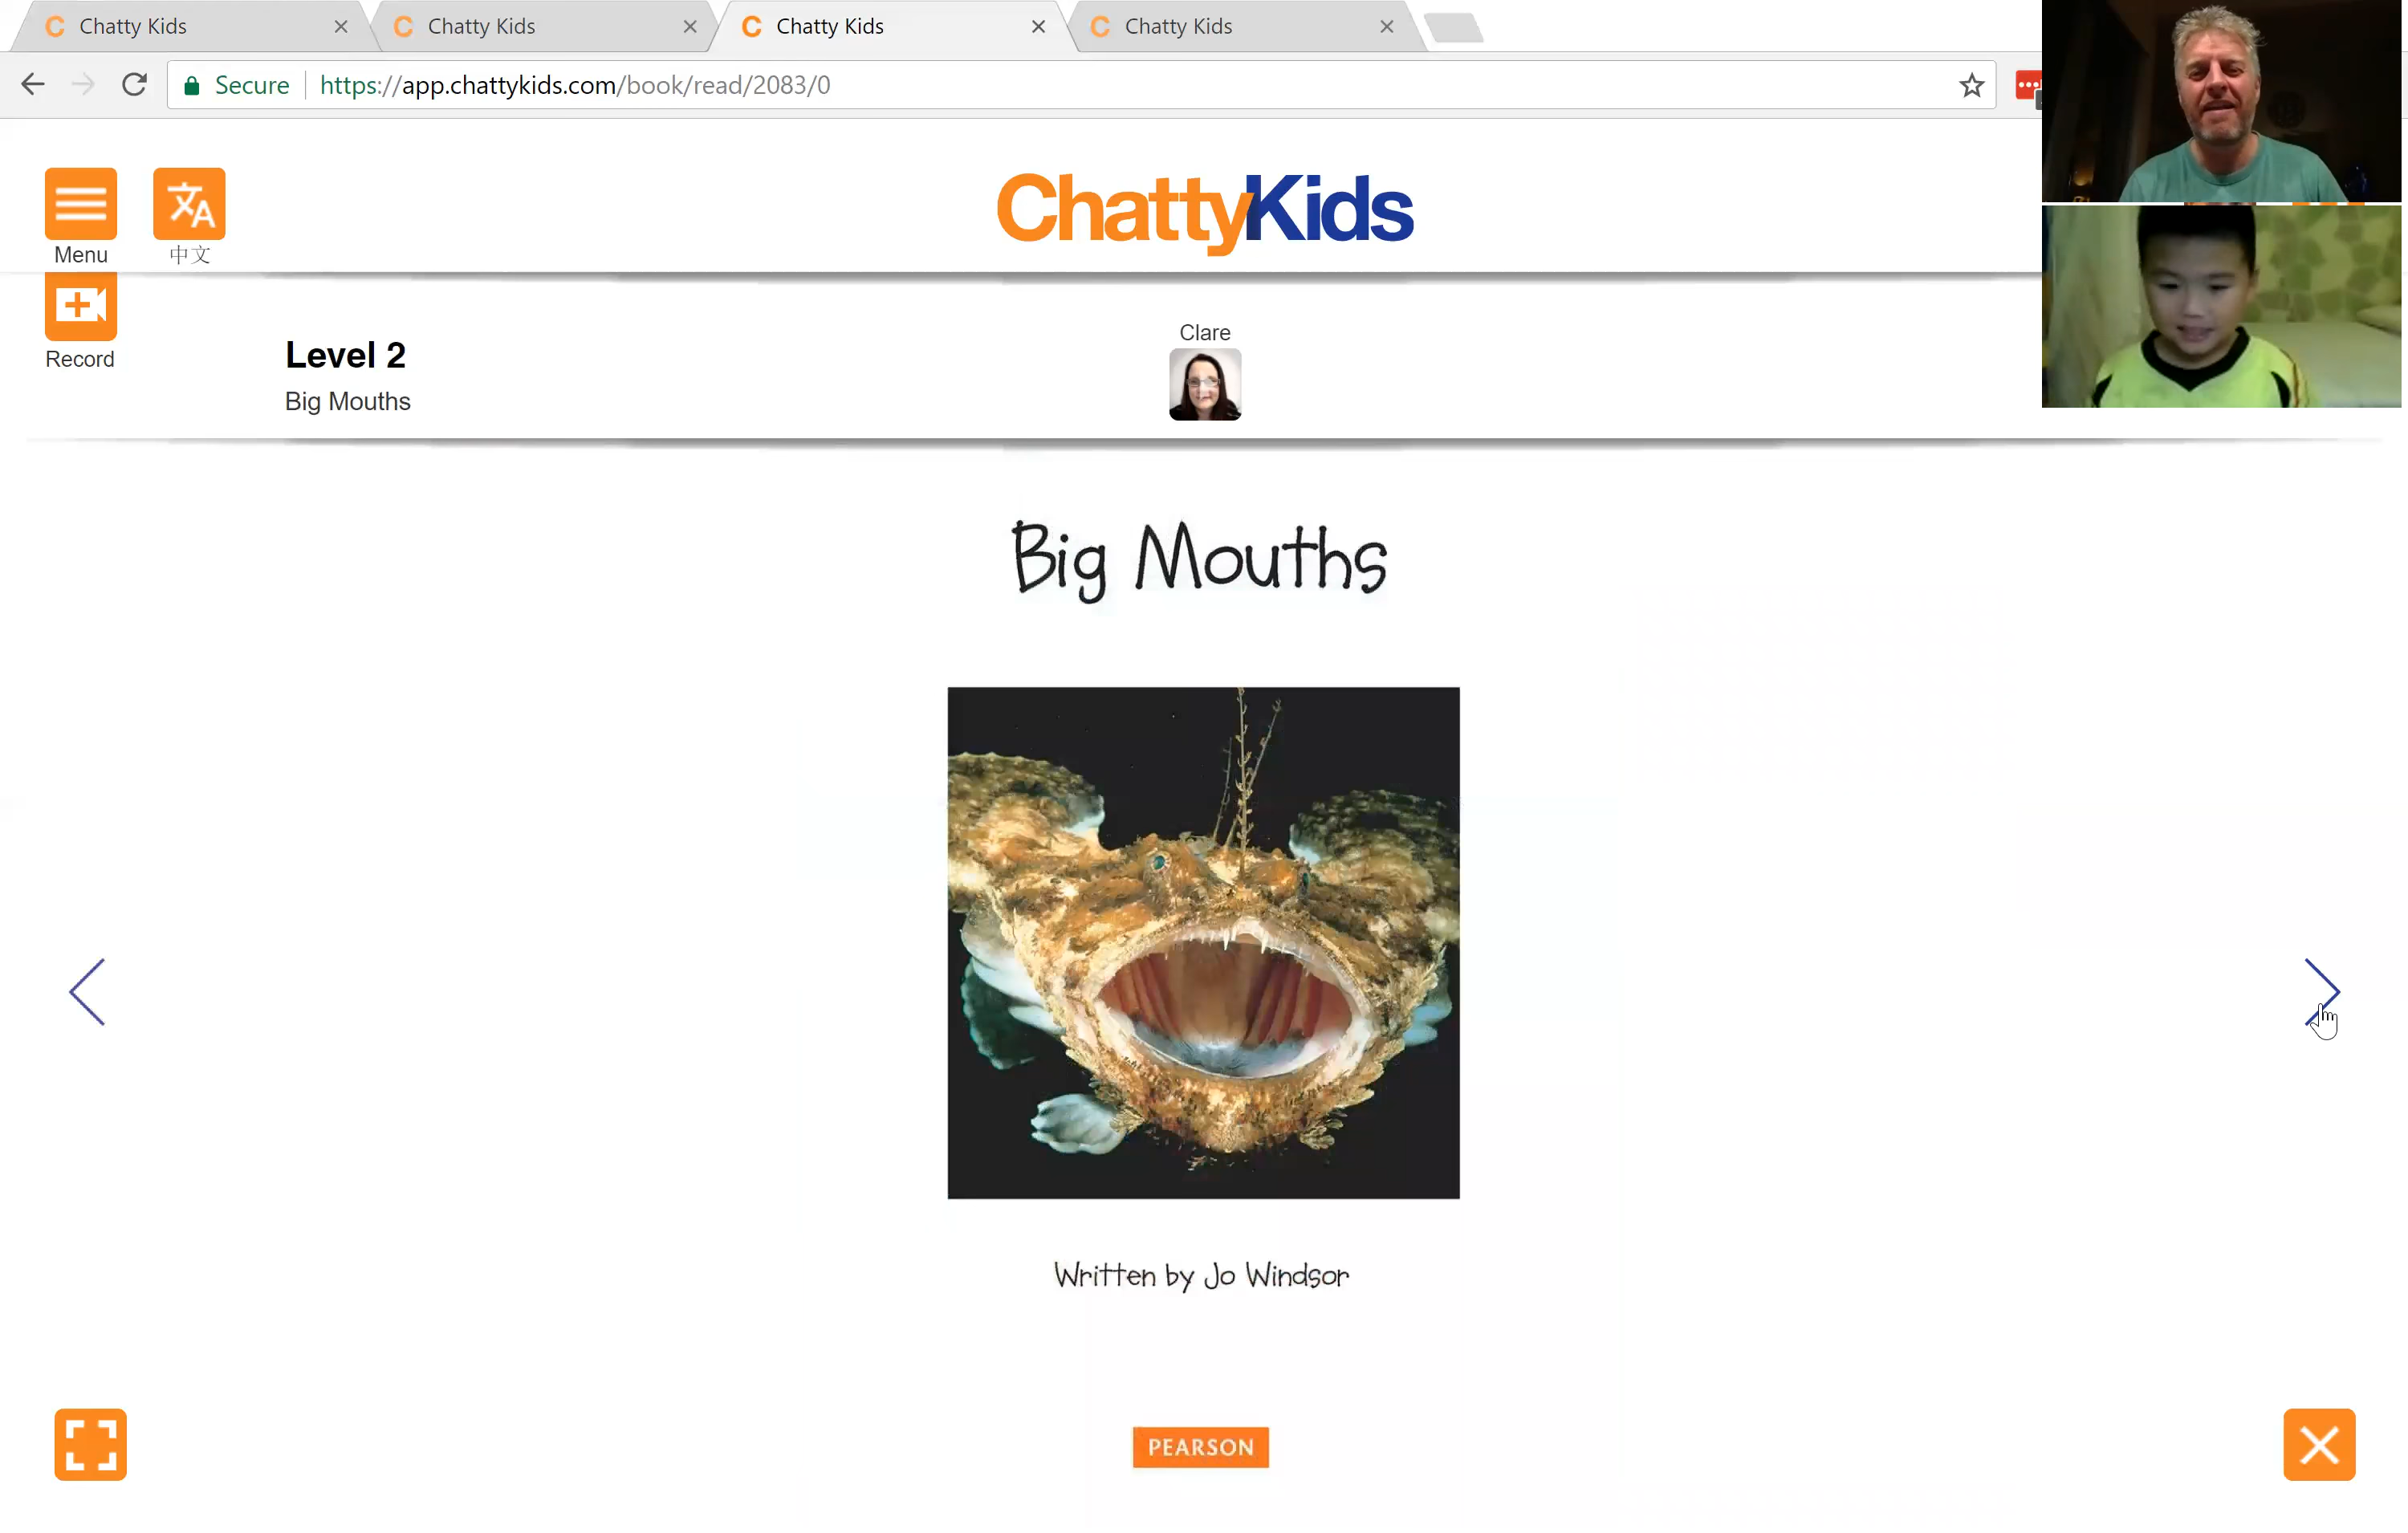 Chatty Kids
Chatty Kids
Chatty Kids
Chatty Kids
Secure
https://app.chattykids.com/book/read/2083/0
ChattyKids
Menu
中文
Record
Level 2
Big Mouths
Clare
Big Mouths
Written by Jo Windsor
PEARSON